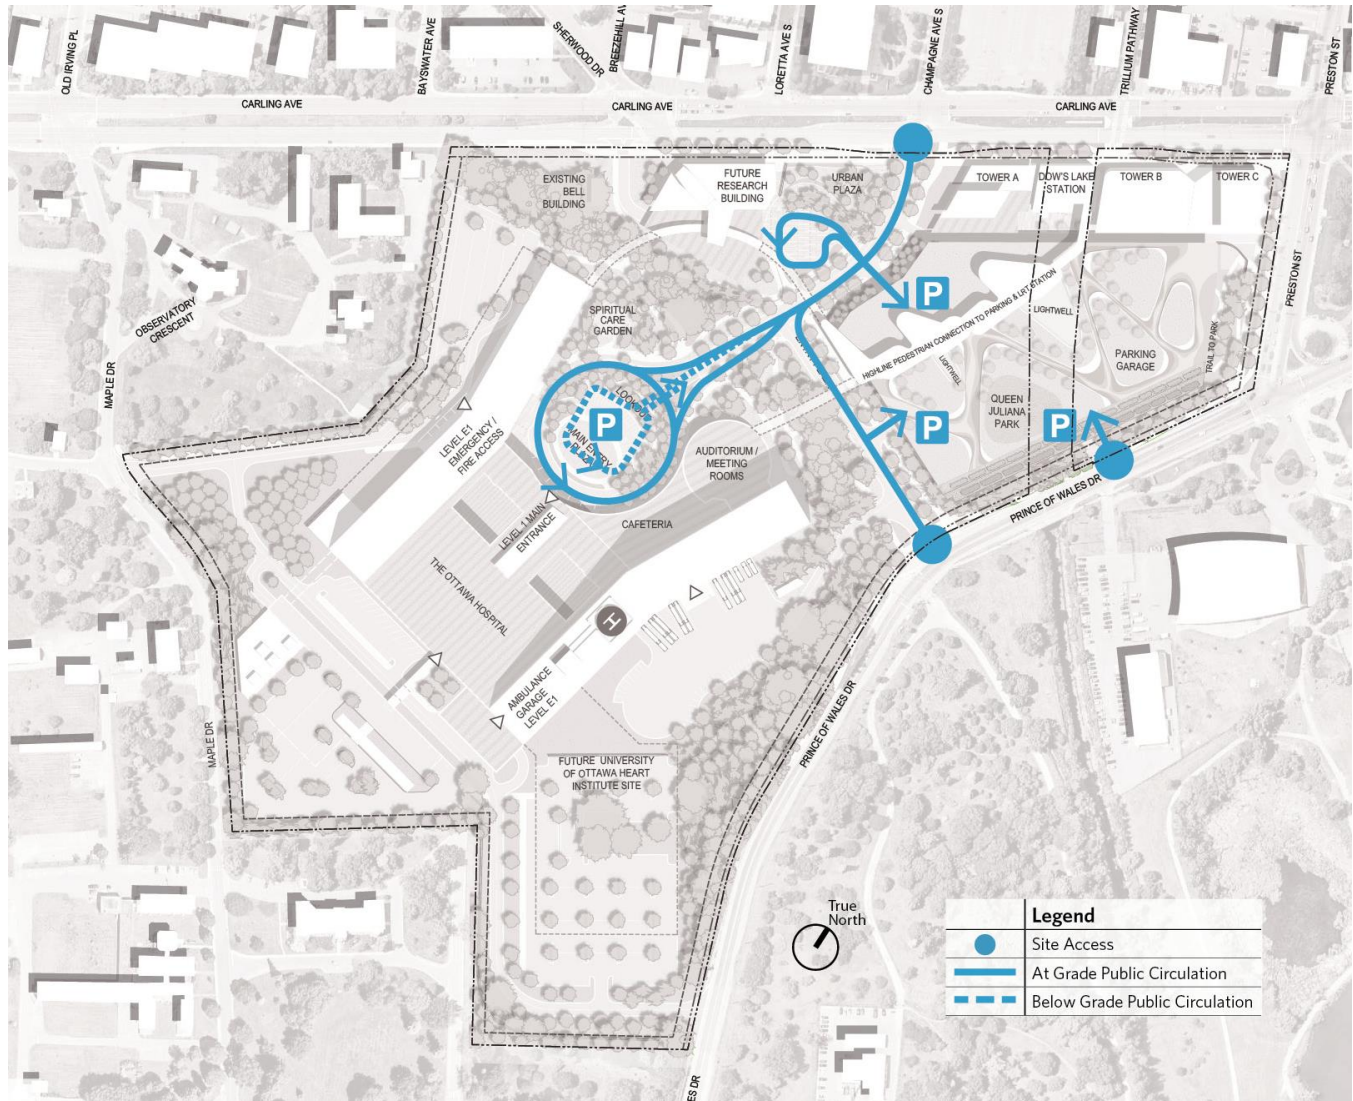 OLD IRVING PL
BAYSWATER AVE
SHERWOOD DR
LORETTA AVE S
CHAMPAGNE AVE S
TRILLIUM PATHWAY
PRESTON ST
CARLING AVE
CARLING AVE
CARLING AVE
EXISTING
BELL
BUILDING
FUTURE
RESEARCH
BUILDING
URBAN
PLAZA
TOWER A
DOW'S LAKE
STATION
TOWER B
TOWER C
PRESTON ST
OBSERVATORY
CRESCENT
MAPLE DR
SPIRITUAL
CARE
GARDEN
P
HIGHLINE PEDESTRIAN CONNECTION TO PARKING & LRT STATION
LIGHTWELL
LIGHTWELL
PARKING
GARAGE
TRAIL TO PARK
QUEEN
JULIANA
PARK
P
P
P
LOOKOUT
MAIN ENTRY
LEVEL E1
EMERGENCY /
FIRE ACCESS
AUDITORIUM /
MEETING
ROOMS
LEVEL 1 MAIN
ENTRANCE
CAFETERIA
PRINCE OF WALES DR
THE OTTAWA HOSPITAL
H
AMBULANCE
GARAGE
LEVEL E1
MAPLE DR
PRINCE OF WALES DR
FUTURE UNIVERSITY
OF OTTAWA HEART
INSTITUTE SITE
True
North
Legend
Site Access
At Grade Public Circulation
Below Grade Public Circulation
ES DR